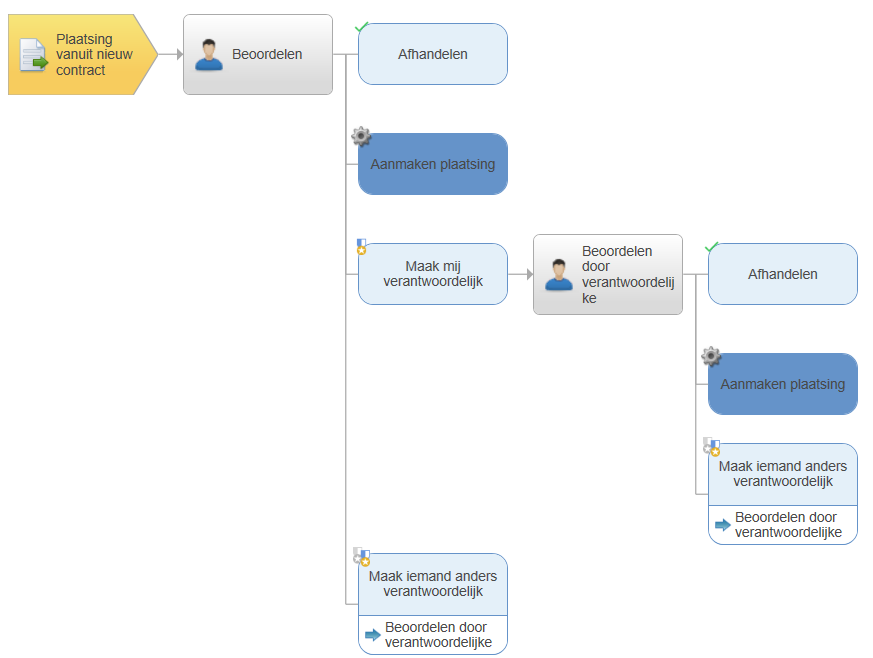 Plaatsing
vanuit nieuw
contract
Beoordelen
Afhandelen
Aanmaken plaatsing
Maak mij
verantwoordelijk
Beoordelen
door
verantwoordelij
ke
Afhandelen
Aanmaken plaatsing
Maak iemand anders
verantwoordelijk
Beoordelen door
verantwoordelijke
Maak iemand anders
verantwoordelijk
Beoordelen door
verantwoordelijke